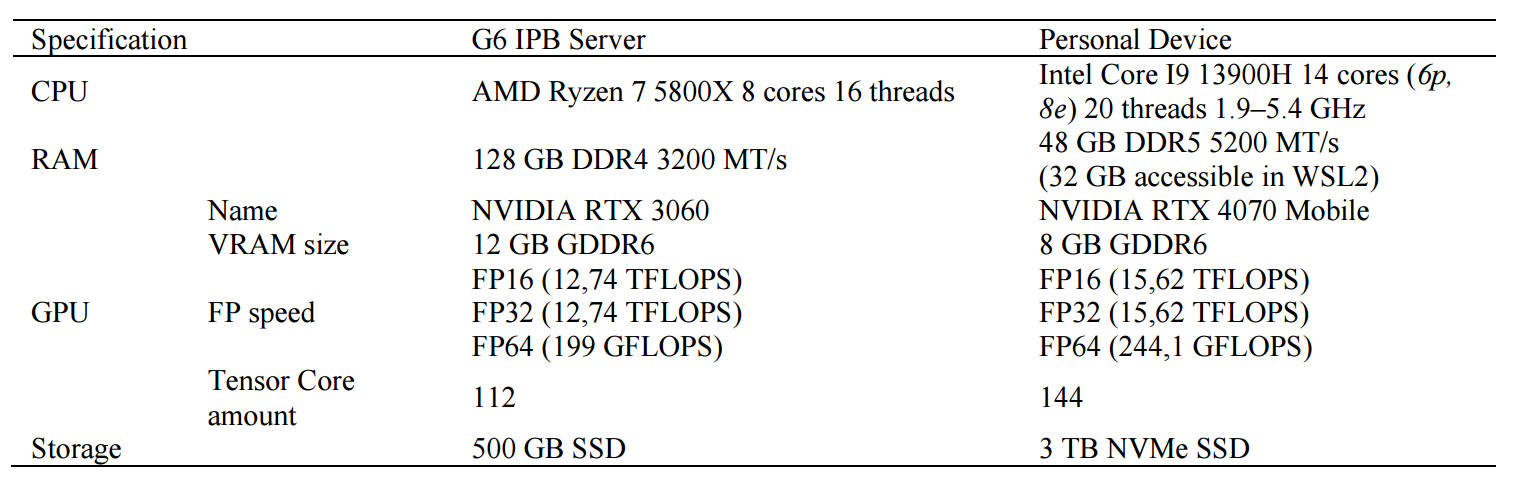 Specification G6 IPB Server Personal Device
CPU AMD Ryzen 7 5800X 8 cores 16 threads Intel Core I9 13900H 14 cores (6p,
8e) 20 threads 1.9–5.4 GHz
RAM 128 GB DDR4 3200 MT/s 48 GB DDR5 5200 MT/s
(32 GB accessible in WSL2)
Name NVIDIA RTX 3060 NVIDIA RTX 4070 Mobile
VRAM size 12 GB GDDR6 8 GB GDDR6
FP16 (12,74 TFLOPS) FP16 (15,62 TFLOPS)
GPU FP speed FP32 (12,74 TFLOPS) FP32 (15,62 TFLOPS)
FP64 (199 GFLOPS) FP64 (244,1 GFLOPS)
Tensor Core
amount 112 144
Storage 500 GB SSD 3 TB NVMe SSD